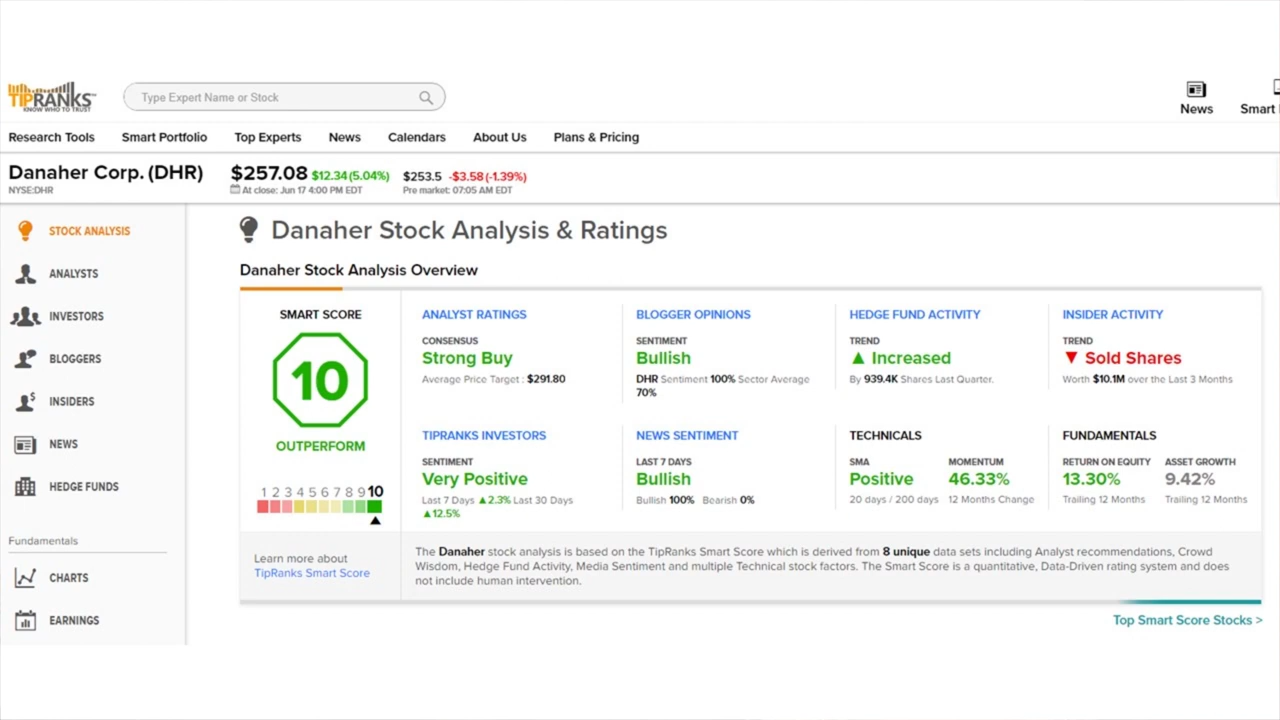 TIPRANKS
KNOW WHO TO TRUST
Type Expert Name or Stock
News
Smart
Research Tools Smart Portfolio Top Experts News Calendars About Us Plans & Pricing
Danaher Corp. (DHR)
NYSE:DHR
$257.08 $12.34 (5.04%)
At close: Jun 17 4:00 PM EDT
$253.5 -$3.58 (-1.39%)
Pre market: 07:05 AM EDT
STOCK ANALYSIS
ANALYSTS
INVESTORS
BLOGGERS
INSIDERS
NEWS
HEDGE FUNDS
Fundamentals
CHARTS
EARNINGS
Danaher Stock Analysis & Ratings
Danaher Stock Analysis Overview
SMART SCORE
10
OUTPERFORM
1 2 3 4 5 6 7 8 9 10
ANALYST RATINGS
CONSENSUS
Strong Buy
Average Price Target : $291.80
BLOGGER OPINIONS
SENTIMENT
Bullish
DHR Sentiment 100% Sector Average
70%
HEDGE FUND ACTIVITY
TREND
▲ Increased
By 939.4K Shares Last Quarter.
INSIDER ACTIVITY
TREND
▼ Sold Shares
Worth $10.1M over the Last 3 Months
TIPRANKS INVESTORS
SENTIMENT
Very Positive
Last 7 Days ▲2.3% Last 30 Days
▲12.5%
NEWS SENTIMENT
LAST 7 DAYS
Bullish
Bullish 100% Bearish 0%
TECHNICALS
SMA
Positive
20 days / 200 days
MOMENTUM
46.33%
12 Months Change
FUNDAMENTALS
RETURN ON EQUITY
13.30%
Trailing 12 Months
ASSET GROWTH
9.42%
Trailing 12 Months
Learn more about
TipRanks Smart Score
The Danaher stock analysis is based on the TipRanks Smart Score which is derived from 8 unique data sets including Analyst recommendations, Crowd
Wisdom, Hedge Fund Activity, Media Sentiment and multiple Technical stock factors. The Smart Score is a quantitative, Data-Driven rating system and does
not include human intervention.
Top Smart Score Stocks >